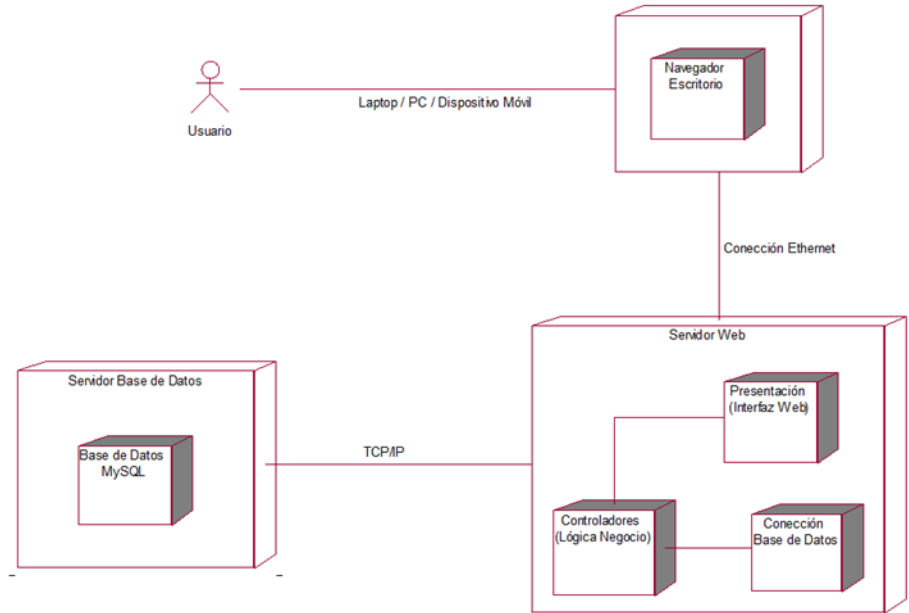 Navegador
Escritorio
Laptop / PC / Dispositivo Móvil
Usuario
Conección Ethernet
Servidor Web
Servidor Base de Datos
Presentación
(Interfaz Web)
Base de Datos
MySQL
TCP/IP
Controladores
(Lógica Negocio)
Conección
Base de Datos